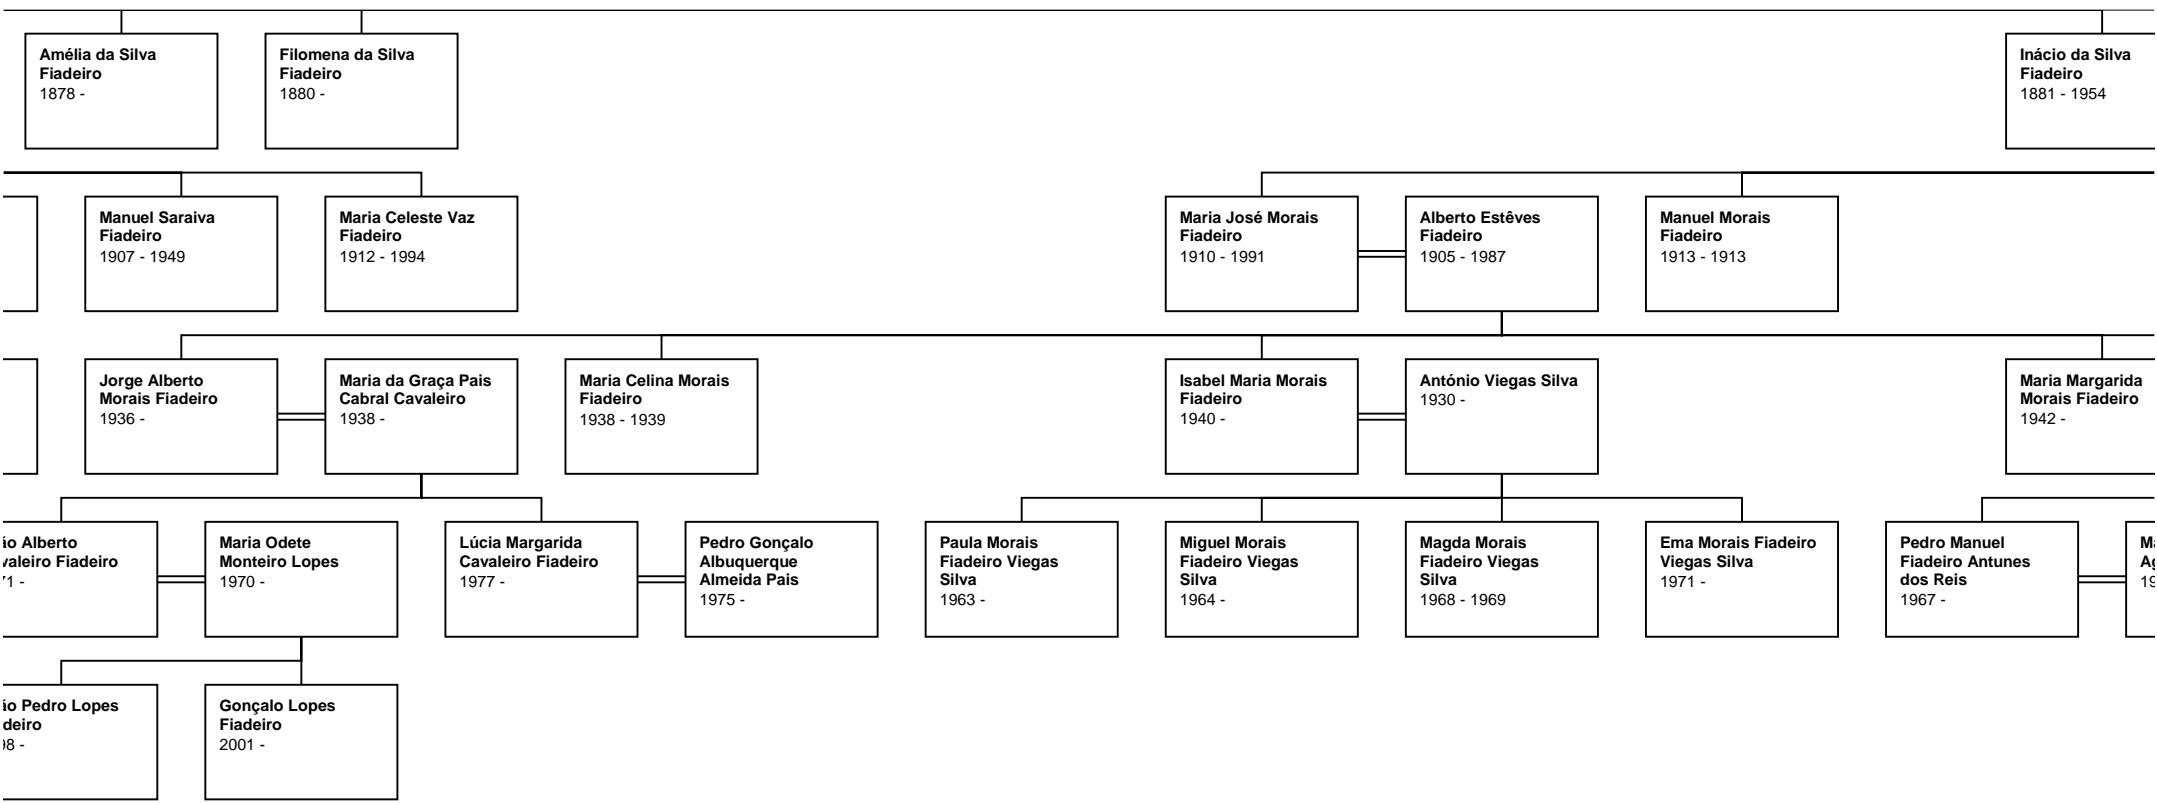 Amélia da Silva
Fiadeiro
1878 -
Filomena da Silva
Fiadeiro
1880 -
Inácio da Silva
Fiadeiro
1881 - 1954
Manuel Saraiva
Fiadeiro
1907 - 1949
Maria Celeste Vaz
Fiadeiro
1912 - 1994
Maria José Morais
Fiadeiro
1910 - 1991
Alberto Estêves
Fiadeiro
1905 - 1987
Manuel Morais
Fiadeiro
1913 - 1913
Jorge Alberto
Morais Fiadeiro
1936 -
Maria da Graça Pais
Cabral Cavaleiro
1938 -
Maria Celina Morais
Fiadeiro
1938 - 1939
Isabel Maria Morais
Fiadeiro
1940 -
António Viegas Silva
1930 -
Maria Margarida
Morais Fiadeiro
1942 -
Alberto
Fiadeiro
Maria Odete
Monteiro Lopes
1970 -
Lúcia Margarida
Cavaleiro Fiadeiro
1977 -
Pedro Gonçalo
Albuquerque
Almeida Pais
1975 -
Paula Morais
Fiadeiro Viegas
Silva
1963 -
Miguel Morais
Fiadeiro Viegas
Silva
1964 -
Magda Morais
Fiadeiro Viegas
Silva
1968 - 1969
Ema Morais Fiadeiro
Viegas Silva
1971 -
Pedro Manuel
Fiadeiro Antunes
dos Reis
1967 -
Pedro Lopes
Gonçalo Lopes
Fiadeiro
2001 -